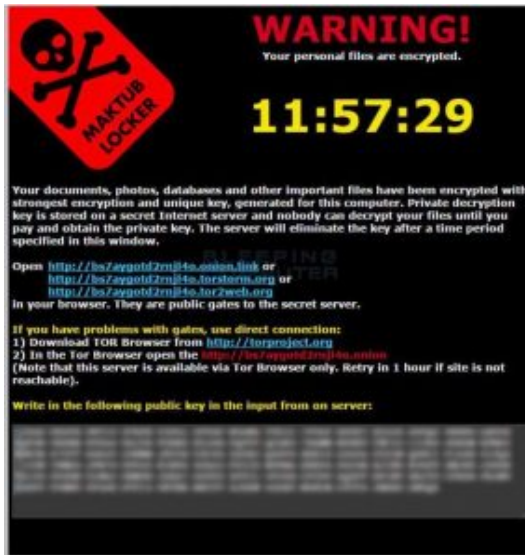 MAKTUB
LOCKER
WARNING!
Your personal files are encrypted.
11:57:29
Your documents, photos, databases and other important files have been encrypted with
strongest encryption and unique key, generated for this computer. Private decryption
key is stored on a secret Internet server and nobody can decrypt your files until you
pay and obtain the private key. The server will eliminate the key after a time period
specified in this window.
BLEEPING
COMPUTER
Open http://bs7aygotd2rnjl4o.onion.link or
http://bs7aygotd2rnjl4o.torstorm.org or
http://bs7aygotd2rnjl4o.tor2web.org
in your browser. They are public gates to the secret server.
If you have problems with gates, use direct connection:
1) Download TOR Browser from http://torproject.org
2) In the Tor Browser open the http://bs7aygotd2rnjl4o.onion
(Note that this server is available via Tor Browser only. Retry in 1 hour if site is not
reachable).
Write in the following public key in the input from on server: